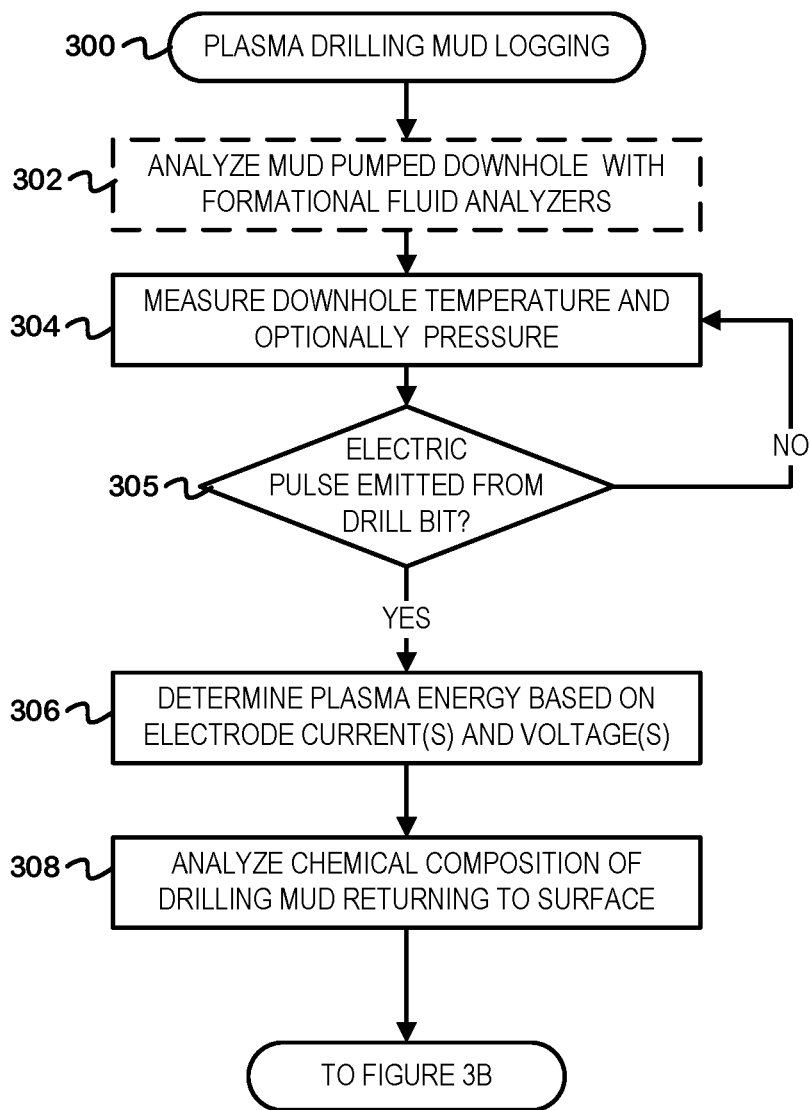 300 PLASMA DRILLING MUD LOGGING
302 ANALYZE MUD PUMPED DOWNHOLE WITH
FORMATIONAL FLUID ANALYZERS
304 MEASURE DOWNHOLE TEMPERATURE AND
OPTIONALLY PRESSURE
NO
305 ELECTRIC
PULSE EMITTED FROM
DRILL BIT?
YES
306 DETERMINE PLASMA ENERGY BASED ON
ELECTRODE CURRENT(S) AND VOLTAGE(S)
308 ANALYZE CHEMICAL COMPOSITION OF
DRILLING MUD RETURNING TO SURFACE
TO FIGURE 3B